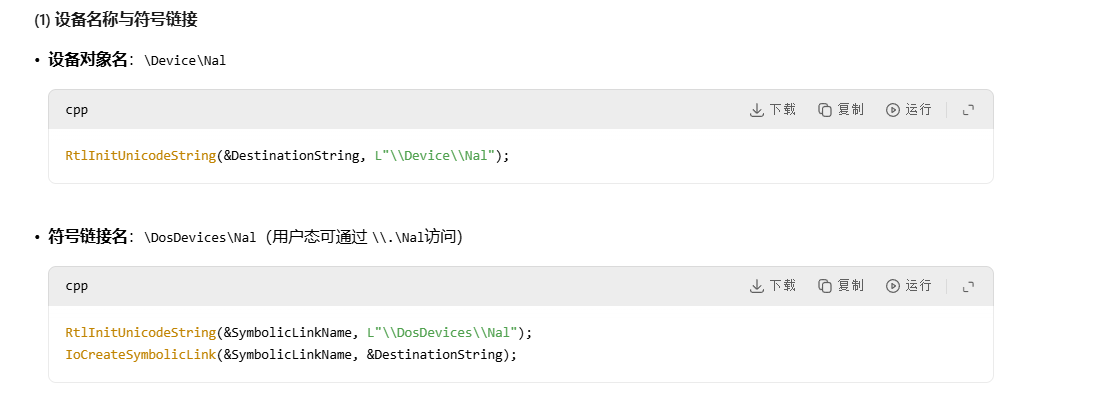 (1) 设备名称与符号链接
• 设备对象名：\Device\Nal
cpp 下载 复制 运行
RtlInitUnicodeString(&DestinationString, L"\\Device\\Nal");
• 符号链接名：\DosDevices\Nal（用户态可通过 \\.\Nal访问）
cpp 下载 复制 运行
RtlInitUnicodeString(&SymbolicLinkName, L"\\DosDevices\\Nal");
IoCreateSymbolicLink(&SymbolicLinkName, &DestinationString);